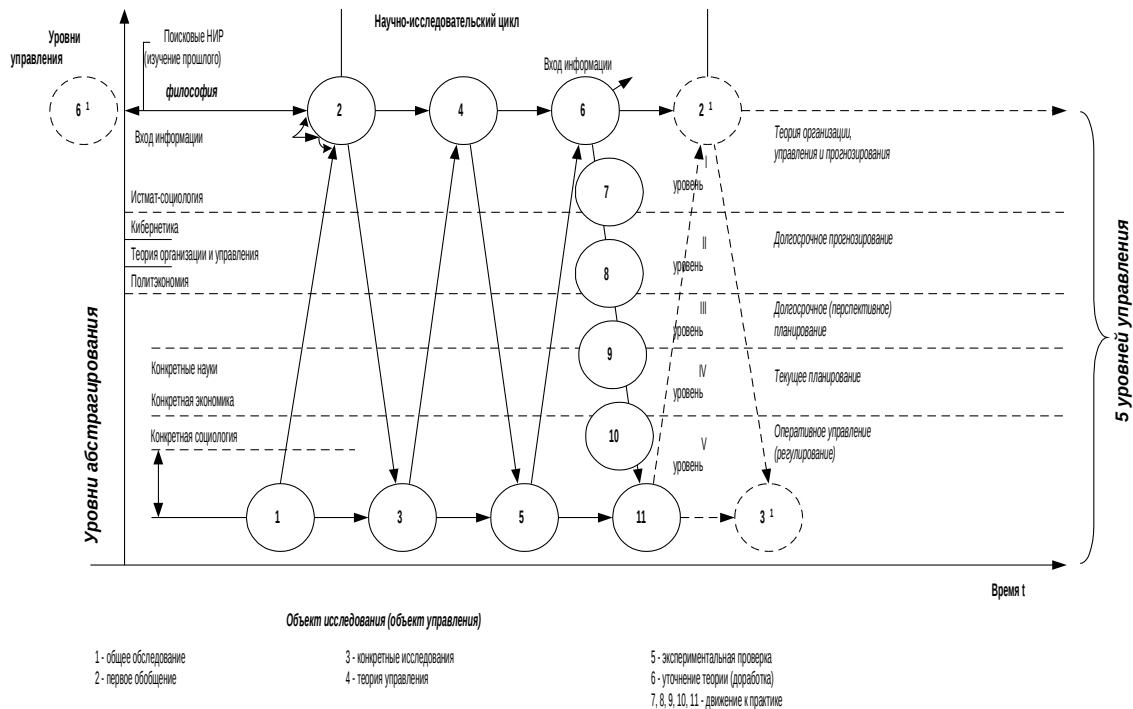 Научно-исследовательский цикл
Уровни
управления
Поисковые НИР
(изучение прошлого)
философия
Вход информации
6 1
2
4
6
2 1
Вход информации
Теория организации,
управления и прогнозирования
I
уровень
7
Истмат-социология
Кибернетика
Теория организации и управления
Политэкономия
II
уровень
8
Долгосрочное прогнозирование
III
уровень
Долгосрочное (перспективное)
планирование
9
Конкретные науки
Конкретная экономика
IV
уровень
Текущее планирование
Конкретная социология
10
V
уровень
Оперативное управление
(регулирование)
1
3
5
11
3 1
Уровни абстрагирования
5 уровней управления
Время t
Объект исследования (объект управления)
1 - общее обследование
2 - первое обобщение
3 - конкретные исследования
4 - теория управления
5 - экспериментальная проверка
6 - уточнение теории (доработка)
7, 8, 9, 10, 11 - движение к практике